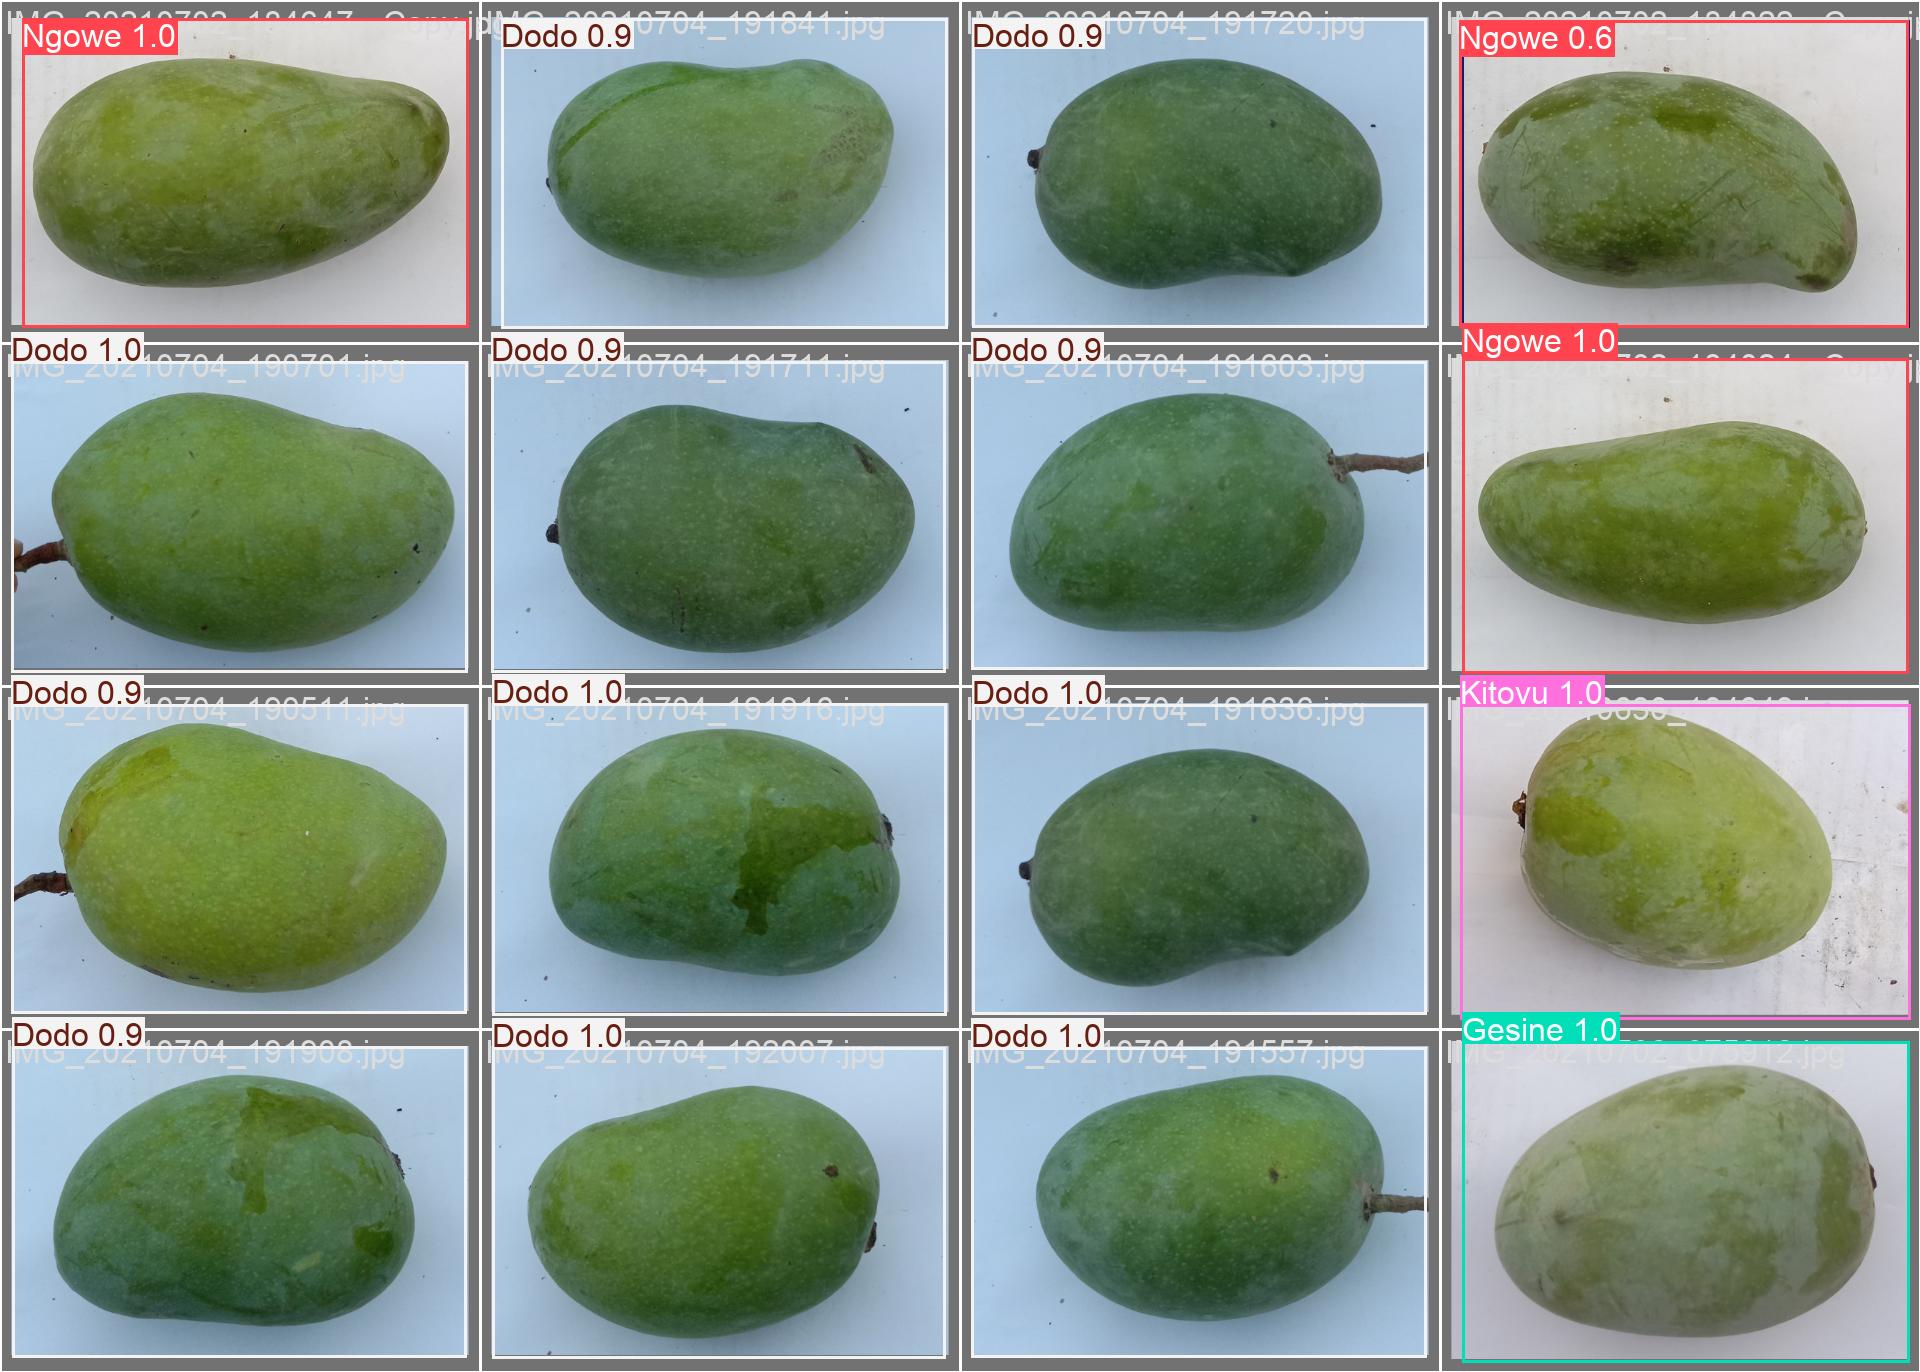 Ngowe 1.0
Dodo 0.9
191841.jpg
Dodo 0.9
0704_191720.jpg
Ngowe 0.6
Dodo 1.0
IMG_20210704_190701.jpg
Dodo 0.9
IMG_20210704_191711.jpg
Dodo 0.9
IMG_20210704_191603.jpg
Ngowe 1.0
Dodo 0.9
IMG_20210704_190511.jpg
Dodo 1.0
IMG_20210704_191916.jpg
Dodo 1.0
IMG_20210704_191636.jpg
Kitovu 1.0
Dodo 0.9
IMG_20210704_191908.jpg
Dodo 1.0
IMG_20210704_192007.jpg
Dodo 1.0
IMG_20210704_191557.jpg
Gesine 1.0